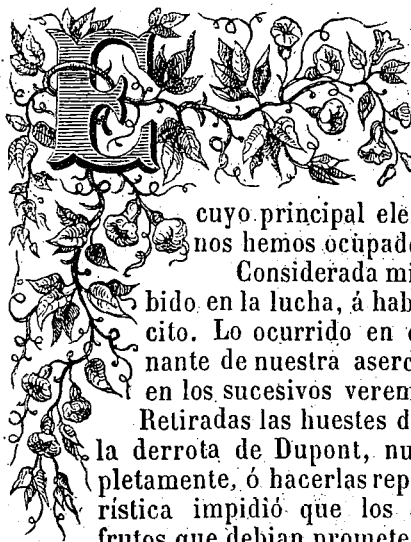 E
cuyo principal ele
nos hemos ocupado
Considerada mi
bido en la lucha, á hab
cito. Lo ocurrido en
nante de nuestra aserc
en los sucesivos verem
Retiradas las huestes d
la derrota de Dupont, nu
pletamente, ó hacerlas rep
rística impidió que los
frutos que debian promete